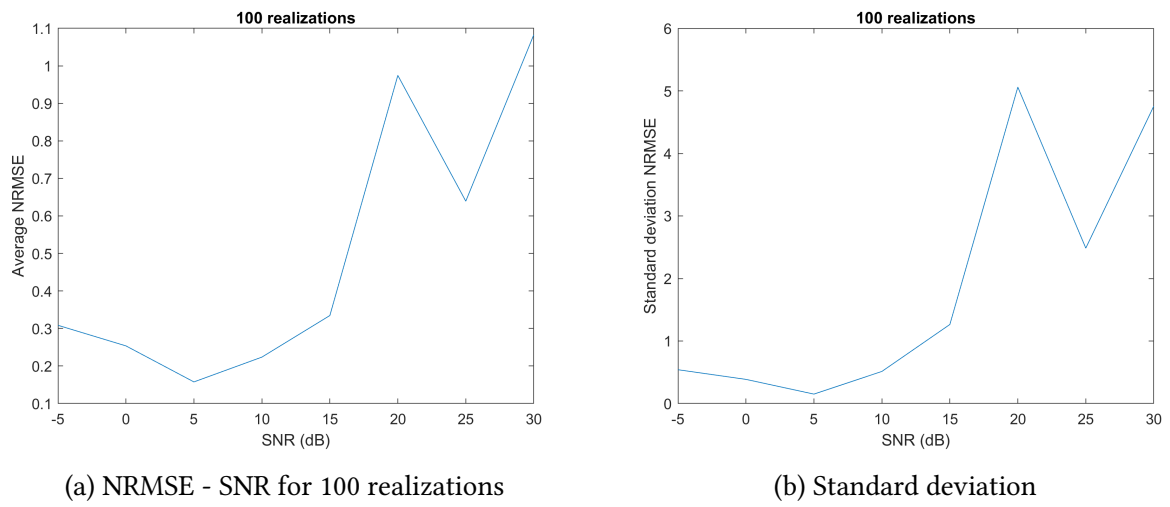 100 realizations
1.1
1
0.9
0.8
0.7
0.6
0.5
0.4
0.3
0.2
0.1
Average NRMSE
-5 0 5 10 15 20 25 30
SNR (dB)
(a) NRMSE - SNR for 100 realizations
100 realizations
6
5
4
3
2
1
0
Standard deviation NRMSE
-5 0 5 10 15 20 25 30
SNR (dB)
(b) Standard deviation